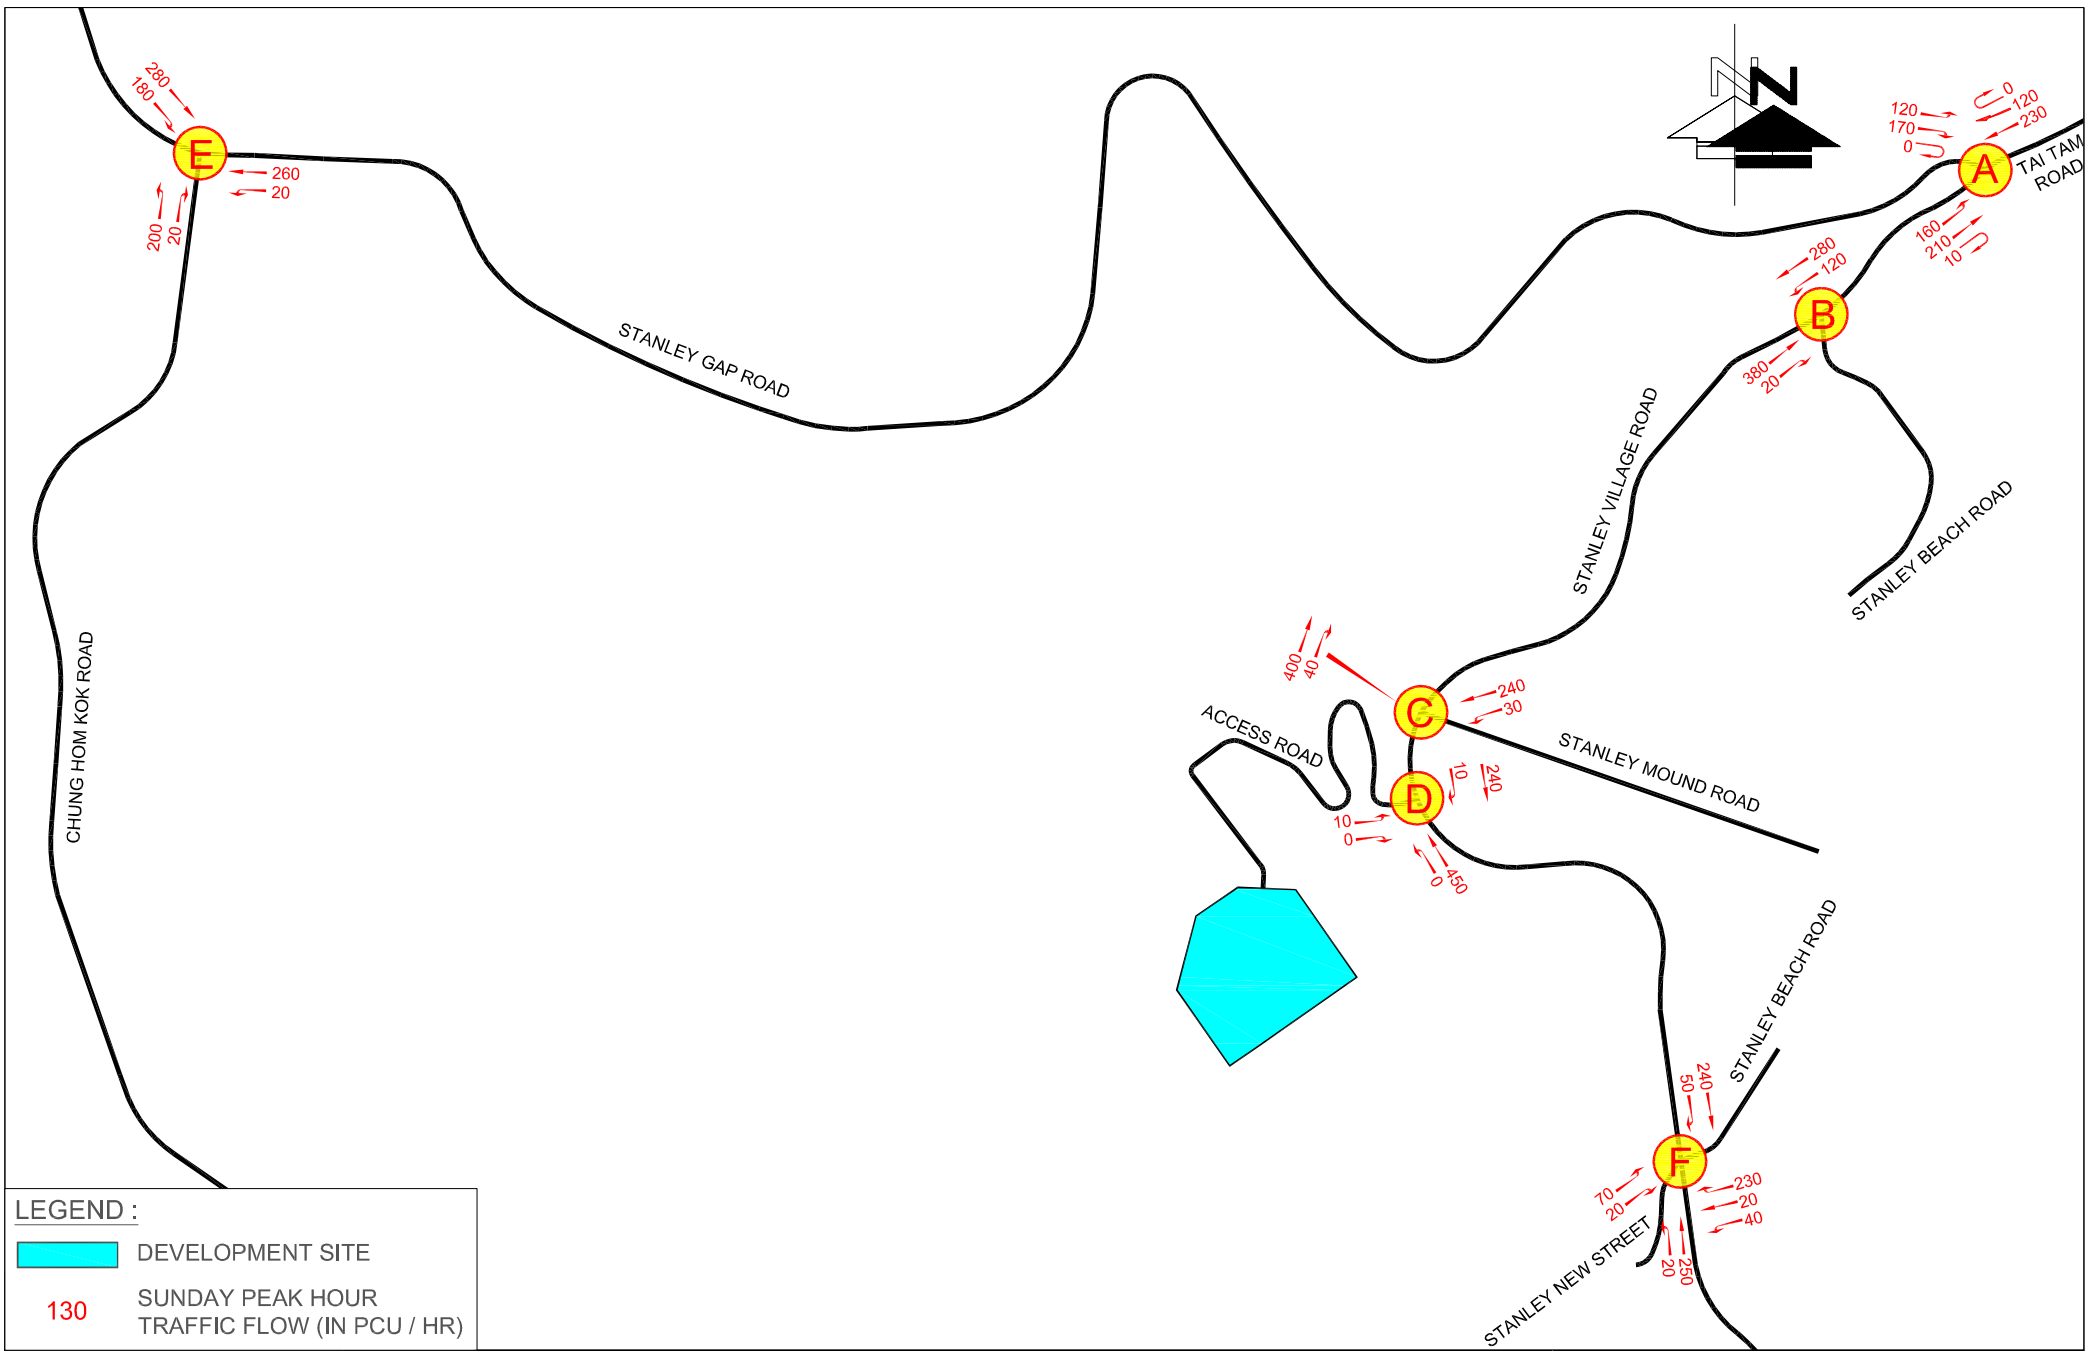 280
180
E
260
20
200
20
N
0
120
230
120
170
0
A
TAI TAM
ROAD
160
210
10
280
120
B
380
20
STANLEY GAP ROAD
STANLEY VILLAGE ROAD
STANLEY BEACH ROAD
CHUNG HOM KOK ROAD
400
40
C
240
30
ACCESS ROAD
STANLEY MOUND ROAD
10
240
D
10
0
0
450
STANLEY BEACH ROAD
240
50
F
70
20
230
20
40
20
250
STANLEY NEW STREET
LEGEND :
DEVELOPMENT SITE
130
SUNDAY PEAK HOUR
TRAFFIC FLOW (IN PCU / HR)